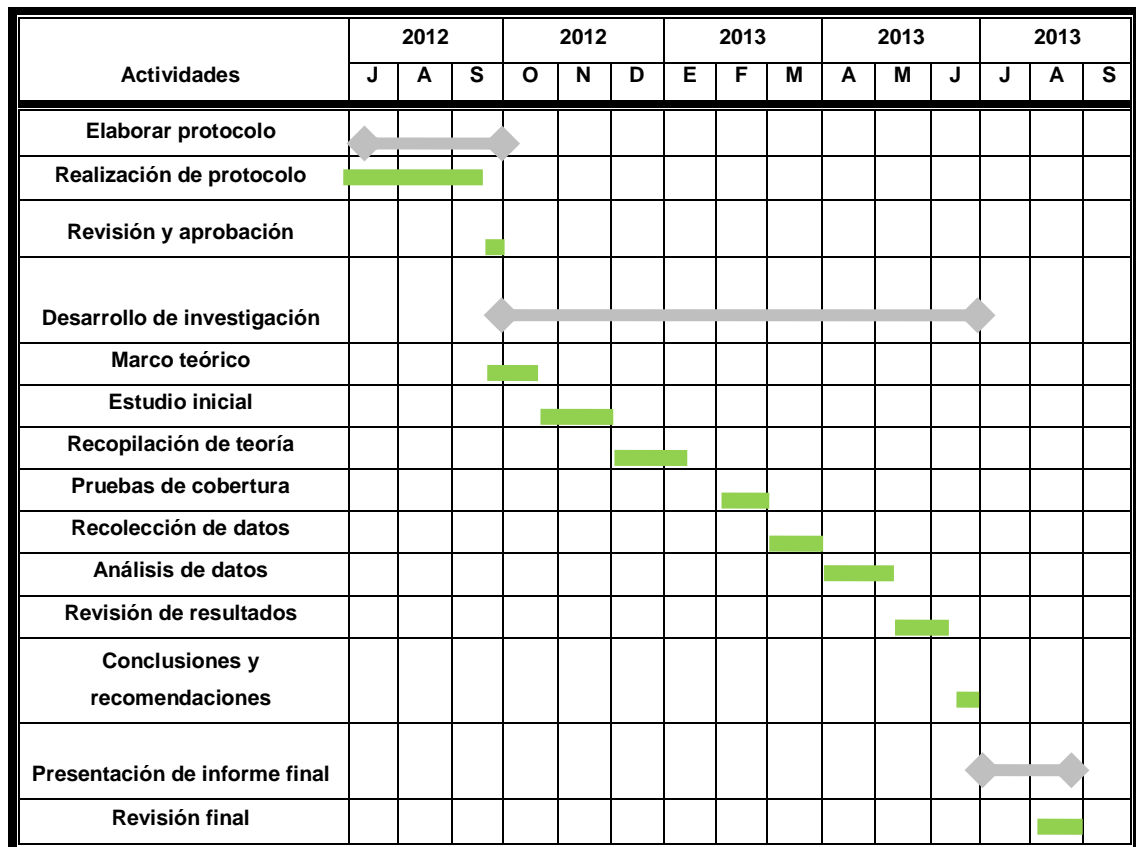 2012 2012 2013 2013 2013
Actividades J A S O N D E F M A M J J A S
Elaborar protocolo
Realización de protocolo
Revisión y aprobación
Desarrollo de investigación
Marco teórico
Estudio inicial
Recopilación de teoría
Pruebas de cobertura
Recolección de datos
Análisis de datos
Revisión de resultados
Conclusiones y
recomendaciones
Presentación de informe final
Revisión final